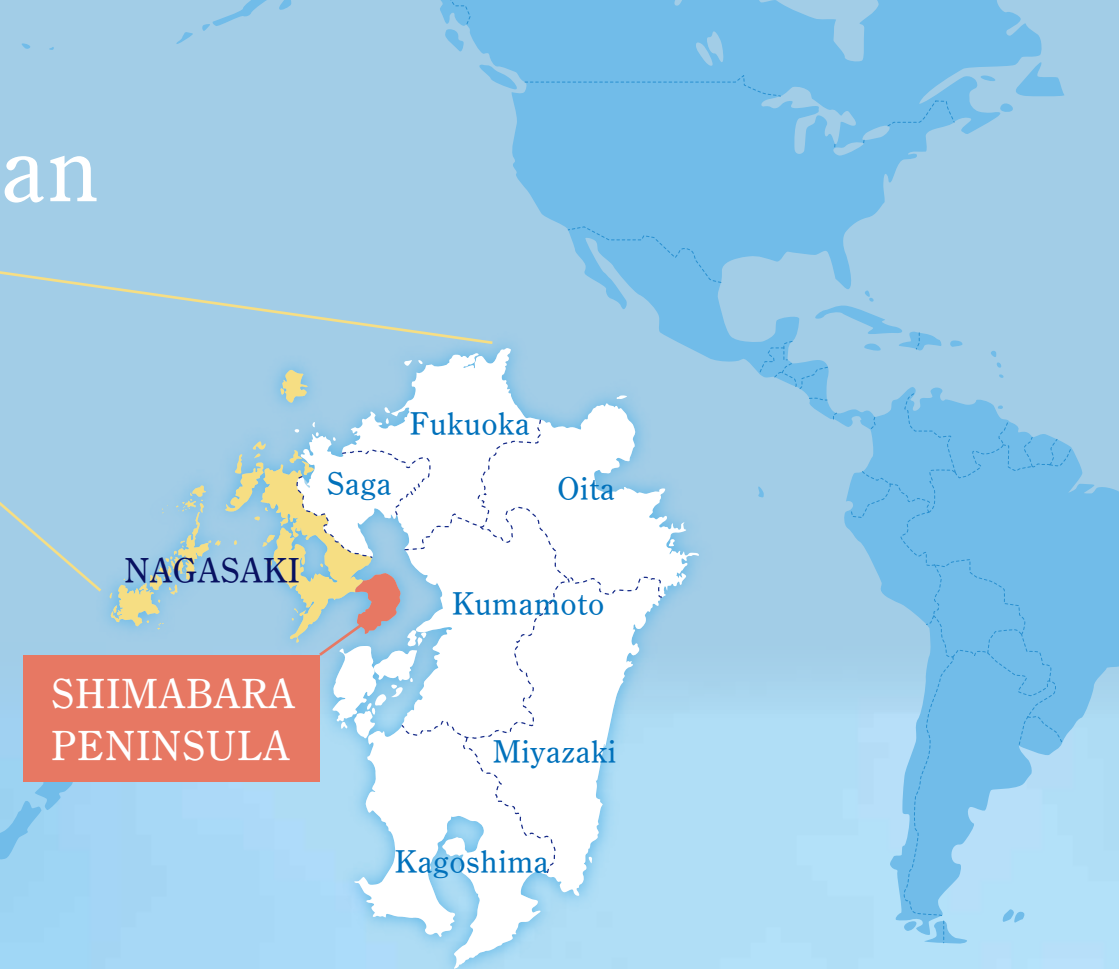 an
Fukuoka
Saga
Oita
NAGASAKI
Kumamoto
SHIMABARA
PENINSULA
Miyazaki
Kagoshima